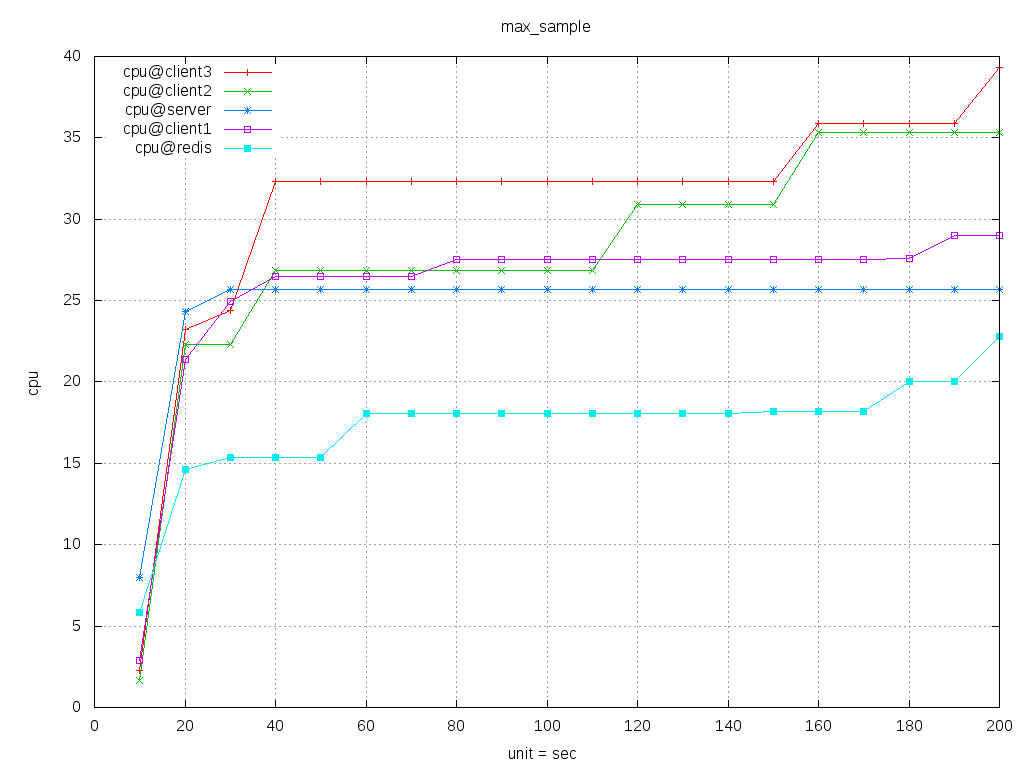 max_sample
cpu@client3
cpu@client2
cpu@server
cpu@client1
cpu@redis
40
35
30
25
20
15
10
5
0
cpu
0 20 40 60 80 100 120 140 160 180 200
unit = sec